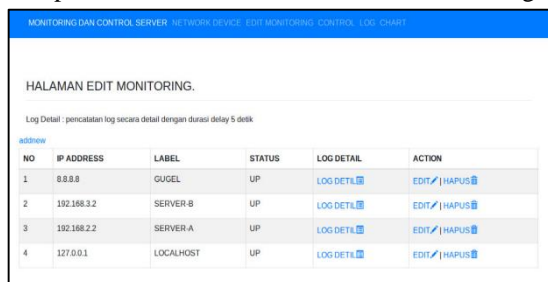 MONITORING DAN CONTROL SERVER NETWORK DEVICE EDIT MONITORING CONTROL LOG CHART
HALAMAN EDIT MONITORING.
Log Detail : pencatatan log secara detail dengan durasi delay 5 detik
addnew
NO IP ADDRESS LABEL STATUS LOG DETAIL ACTION
1 8.8.8.8 GUGEL UP LOG DETIL EDIT | HAPUS
2 192.168.3.2 SERVER-B UP LOG DETIL EDIT | HAPUS
3 192.168.2.2 SERVER-A UP LOG DETIL EDIT | HAPUS
4 127.0.0.1 LOCALHOST UP LOG DETIL EDIT | HAPUS